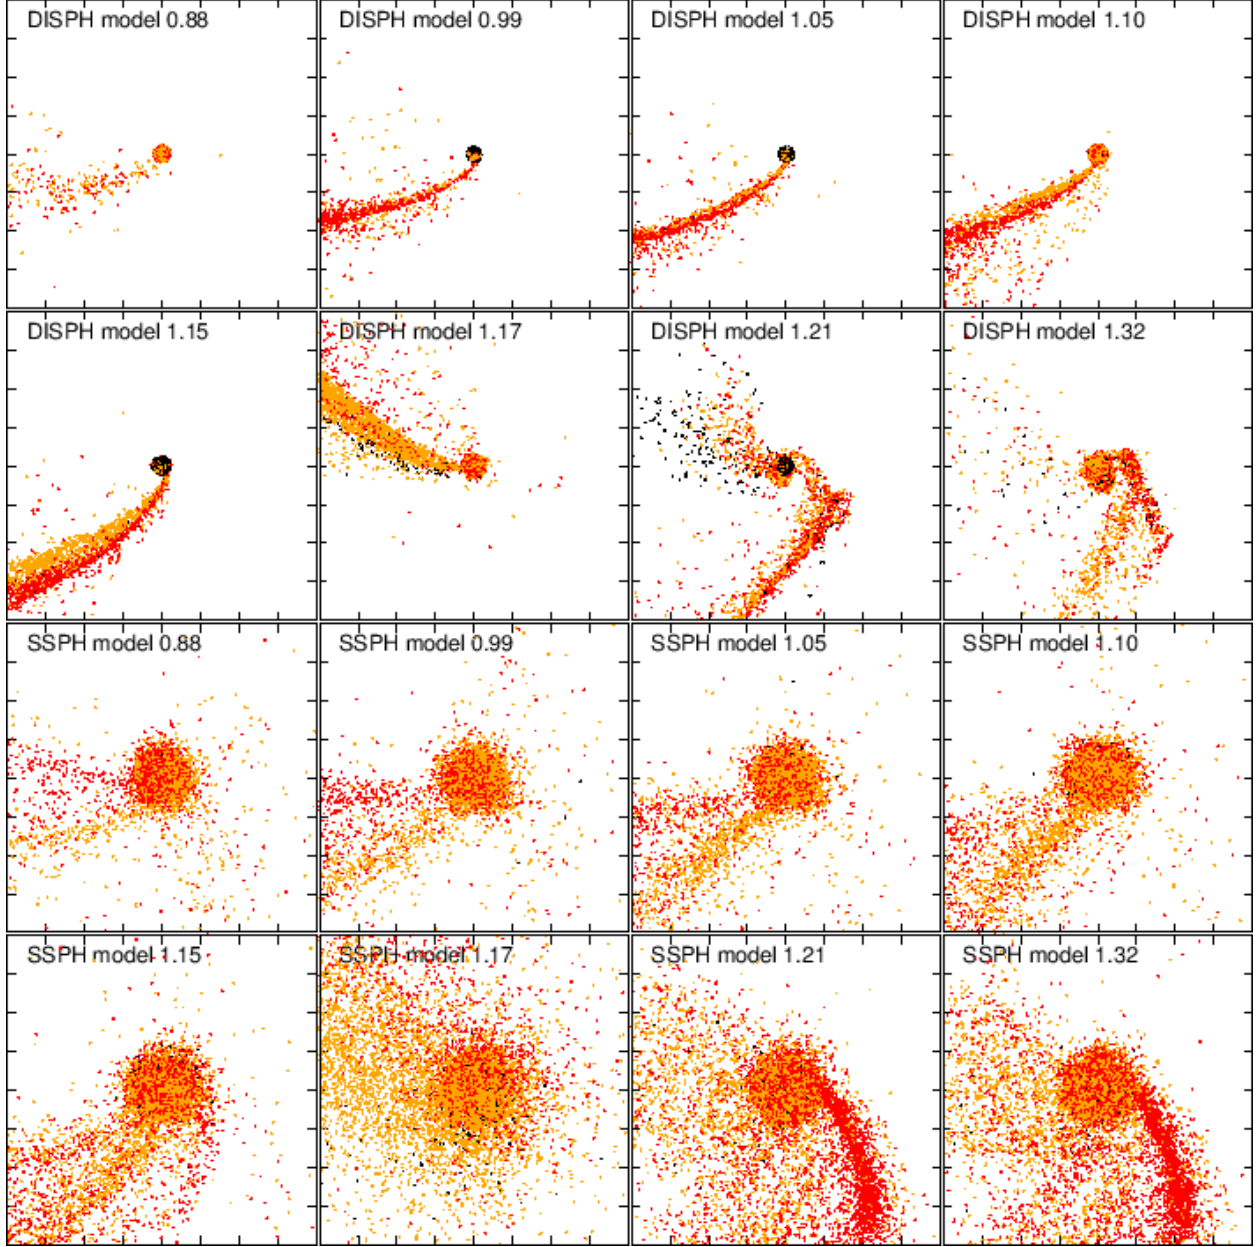 DISPH model 0.88
DISPH model 0.99
DISPH model 1.05
DISPH model 1.10
DISPH model 1.15
DISPH model 1.17
DISPH model 1.21
DISPH model 1.32
SSPH model 0.88
SSPH model 0.99
SSPH model 1.05
SSPH model 1.10
SSPH model 1.15
SSPH model 1.17
SSPH model 1.21
SSPH model 1.32